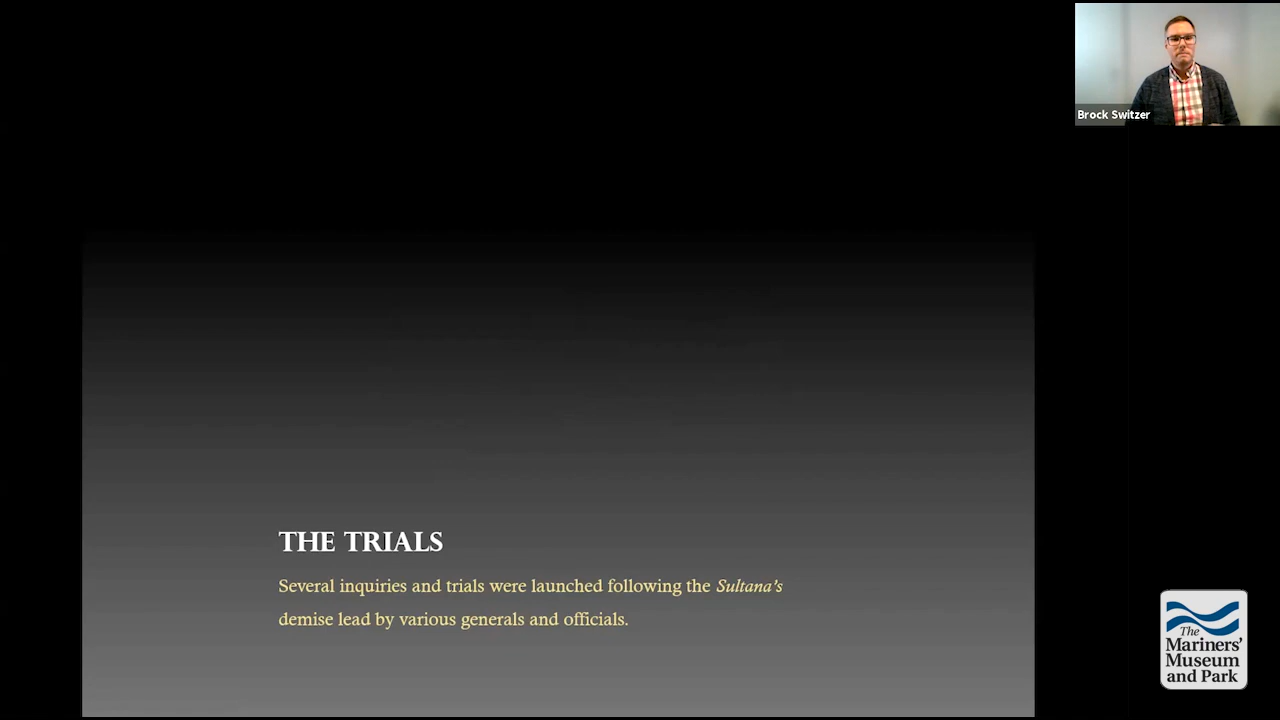 Brock Switzer
THE TRIALS
Several inquiries and trials were launched following the Sultana's
demise lead by various generals and officials.
The
Mariners'
Museum
and Park